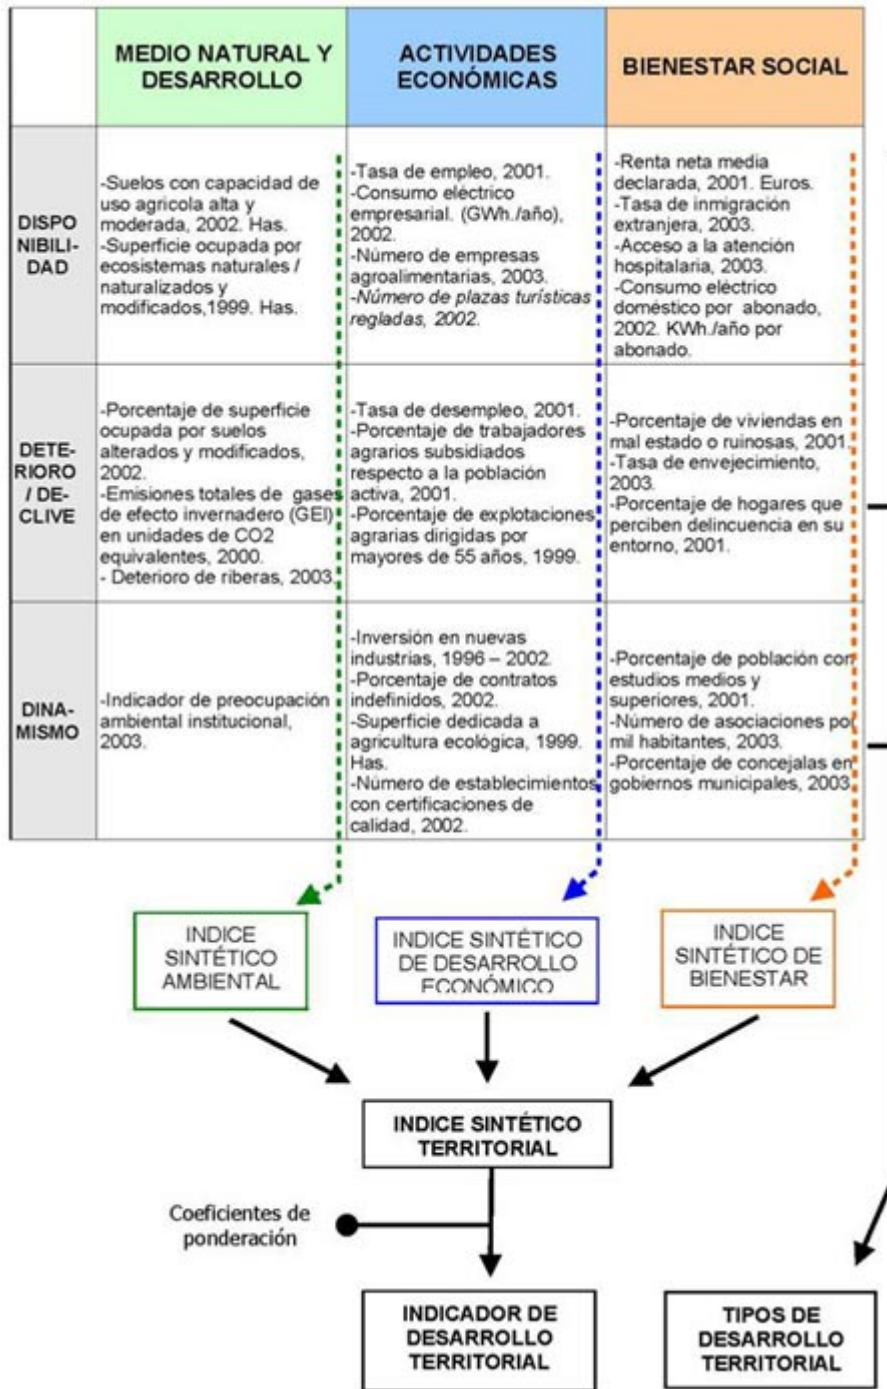 MEDIO NATURAL Y
DESARROLLO
ACTIVIDADES
ECONÓMICAS
BIENESTAR SOCIAL
DISPO
NIBILI-
DAD
-Suelos con capacidad de
uso agrícola alta y
moderada, 2002. Has.
-Superficie ocupada por
ecosistemas naturales /
naturalizados y
modificados,1999. Has.
-Tasa de empleo, 2001.
-Consumo eléctrico
empresarial. (GWh./año),
2002.
-Número de empresas
agroalimentarias, 2003.
-Número de plazas turísticas
regladas, 2002.
-Renta neta media
declarada, 2001. Euros.
-Tasa de inmigración
extranjera, 2003.
-Acceso a la atención
hospitalaria, 2003.
-Consumo eléctrico
doméstico por abonado,
2002. KWh./año por
abonado.
DETE-
RIORO
/ DE-
CLIVE
-Porcentaje de superficie
ocupada por suelos
alterados y modificados,
2002.
-Emisiones totales de gases
de efecto invernadero (GEI)
en unidades de CO2
equivalentes, 2000.
- Deterioro de riberas, 2003.
-Tasa de desempleo, 2001.
-Porcentaje de trabajadores
agrarios subsidiados
respecto a la población
activa, 2001.
-Porcentaje de explotaciones
agrarias dirigidas por
mayores de 55 años, 1999.
-Porcentaje de viviendas en
mal estado o ruinosas, 2001.
-Tasa de envejecimiento,
2003.
-Porcentaje de hogares que
perciben delincuencia en su
entorno, 2001.
DINA-
MISMO
-Indicador de preocupación
ambiental institucional,
2003.
-Inversión en nuevas
industrias, 1996 – 2002.
-Porcentaje de contratos
indefinidos, 2002.
-Superficie dedicada a
agricultura ecológica, 1999.
Has.
-Número de establecimientos
con certificaciones de
calidad, 2002.
-Porcentaje de población con
estudios medios y
superiores, 2001.
-Número de asociaciones por
mil habitantes, 2003.
-Porcentaje de concejalas en
gobiernos municipales, 2003.
INDICE
SINTÉTICO
AMBIENTAL
INDICE SINTÉTICO
DE DESARROLLO
ECONÓMICO
INDICE
SINTÉTICO DE
BIENESTAR
INDICE SINTÉTICO
TERRITORIAL
Coeficientes de
ponderación
INDICADOR DE
DESARROLLO
TERRITORIAL
TIPOS DE
DESARROLLO
TERRITORIAL